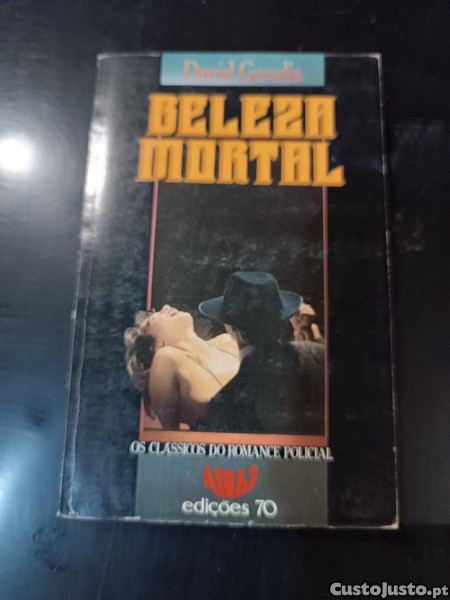 David Goodis
BELEZA
MORTAL
OS CLÁSSICOS DO ROMANCE POLICIAL
edições 70
CustoJusto.pt